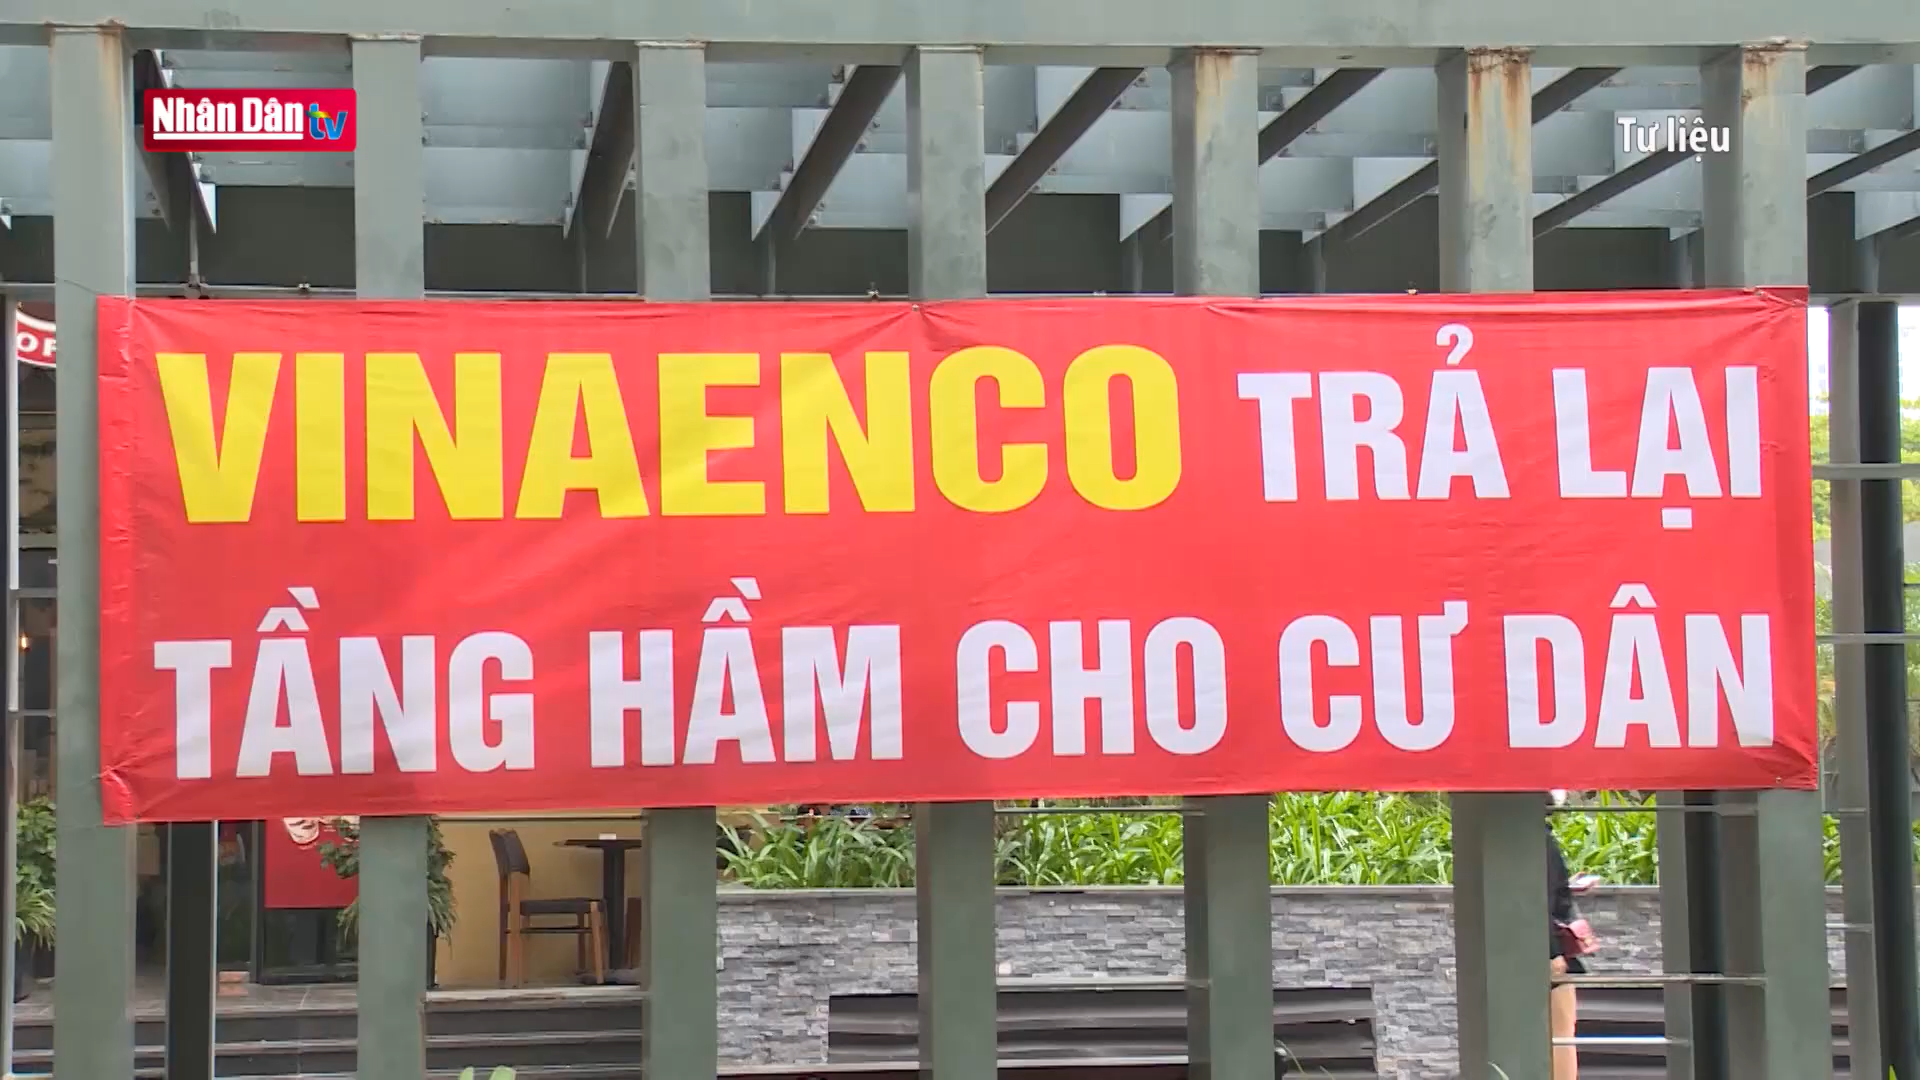 Nhân Dân tv
Tư liệu
VINAENCO TRẢ LẠI
TẦNG HẦM CHO CƯ DÂN